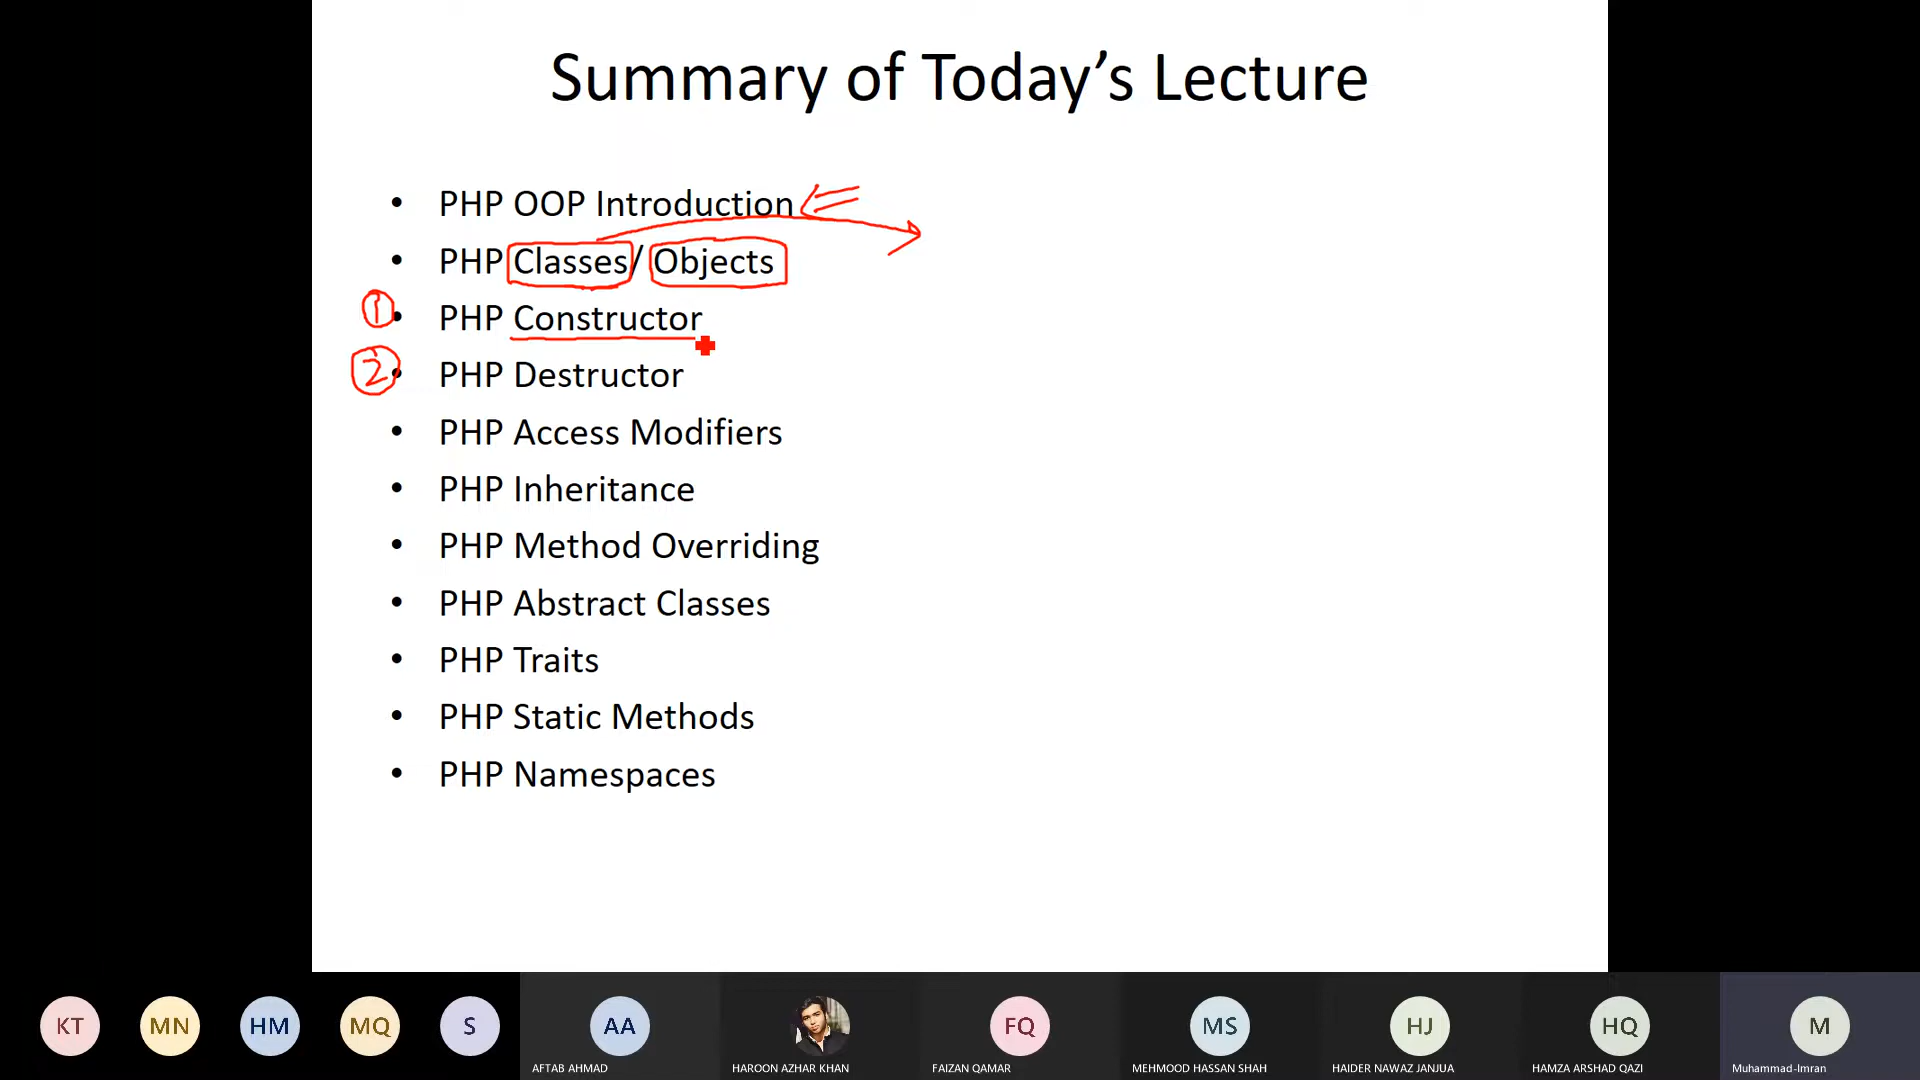 Summary of Today's Lecture
• PHP OOP Introduction
• PHP Classes/ Objects
1
• PHP Constructor
2
• PHP Destructor
• PHP Access Modifiers
• PHP Inheritance
• PHP Method Overriding
• PHP Abstract Classes
• PHP Traits
• PHP Static Methods
• PHP Namespaces
KT MN HM MQ S AA FQ MS HJ HQ M
AFTAB AHMAD HAROON AZHAR KHAN FAIZAN QAMAR MEHMOOD HASSAN SHAH HAIDER NAWAZ JANJUA HAMZA ARSHAD QAZI Muhammad-Imran